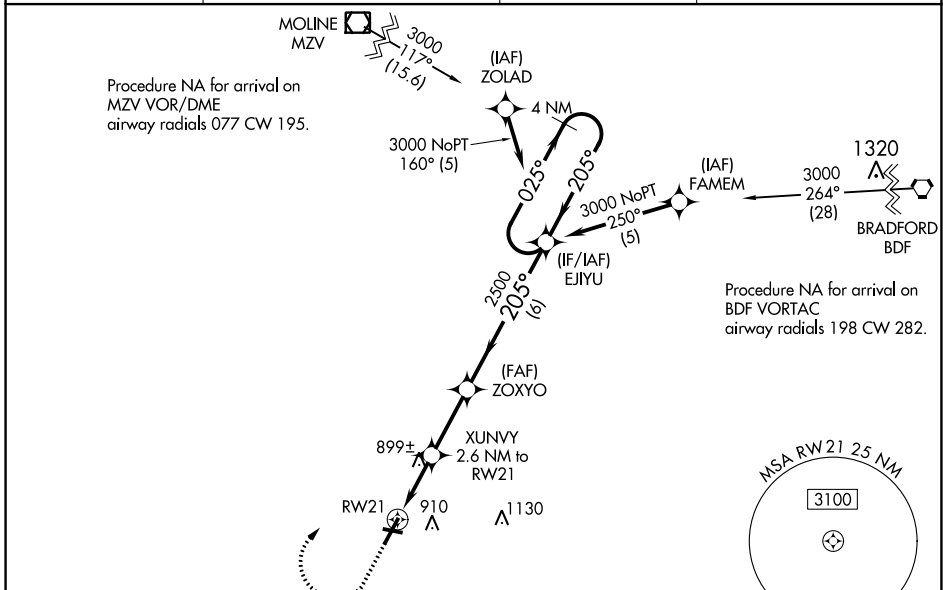 MOLINE
MZV
3000
117°
(15.6)
(IAF)
ZOLAD
Procedure NA for arrival on
MZV VOR/DME
airway radials 077 CW 195.
4 NM
3000 NoPT
160° (5)
025°
205°
(IAF)
FAMEM
3000 NoPT
250°
(5)
1320
3000
264°
(28)
BRADFORD
BDF
(IF/IAF)
EJIYU
Procedure NA for arrival on
BDF VORTAC
airway radials 198 CW 282.
2500
205°
(6)
(FAF)
ZOXYO
899±
XUNVY
2.6 NM to
RW21
RW21
910
1130
MSA RW21 25 NM
3100